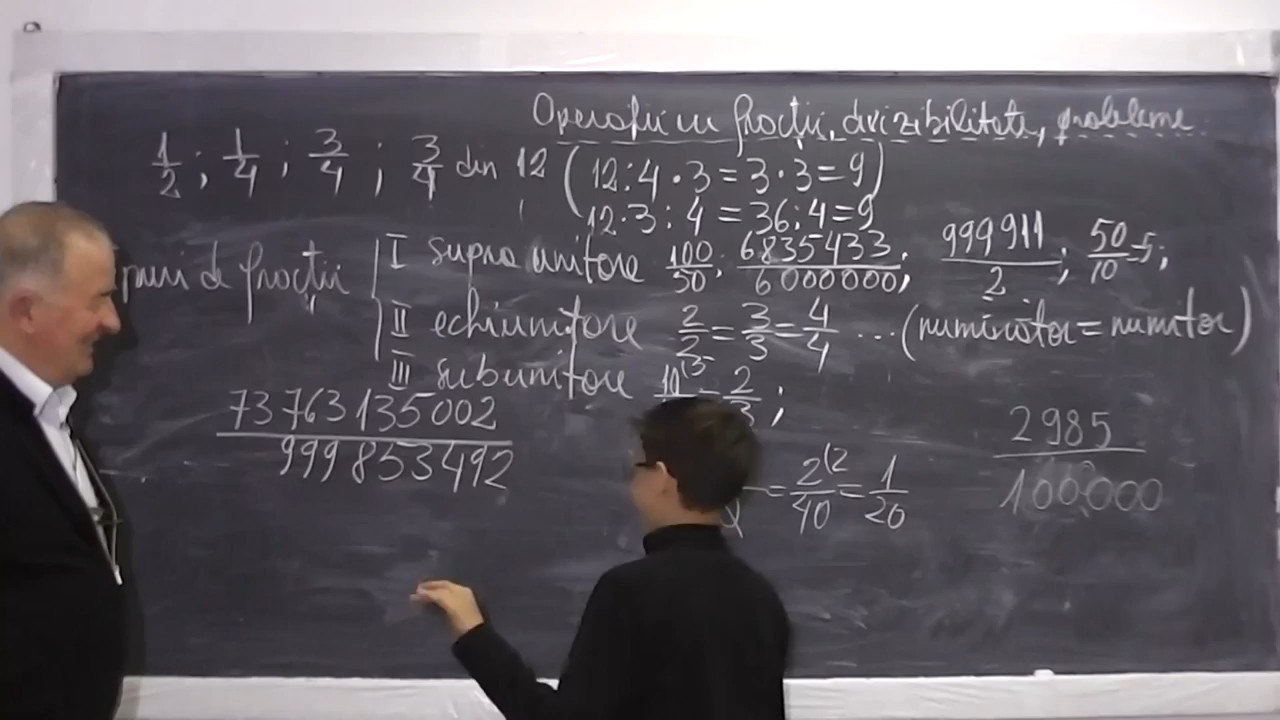 Operații cu fracții, divizibilitate, probleme
1/2 ; 1/4 ; 3/4 ; 3/4 din 12 (12:4·3=3·3=9)
12·3:4=36:4=9
puri de fracții
I supraunitare 100/50; 6835433/6000000; 999911/2; 50/10=5;
II echiunitare 2/2=3/3=4/4 ...(numărător=numitor)
III subunitare 10(5 = 2/3;
73763135002/999853492
=2(2/40=1/20
2985/100000